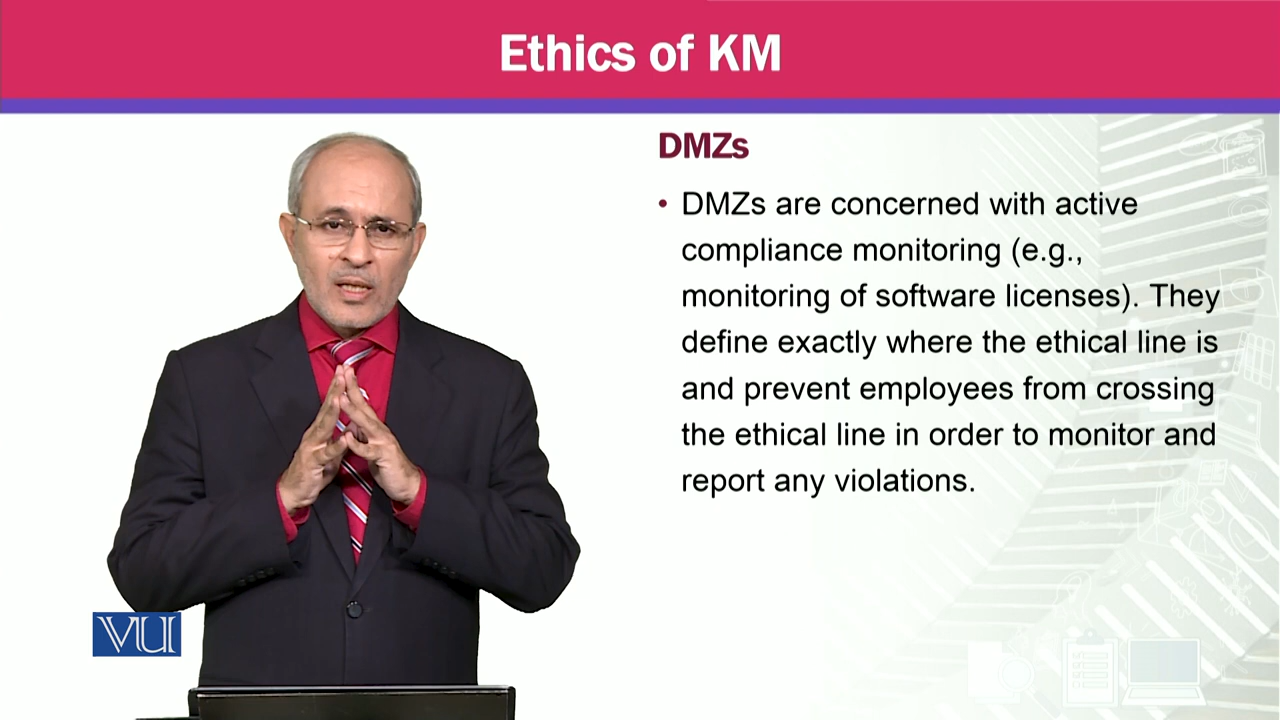 Ethics of KM
DMZs
• DMZs are concerned with active
compliance monitoring (e.g.,
monitoring of software licenses). They
define exactly where the ethical line is
and prevent employees from crossing
the ethical line in order to monitor and
report any violations.
VU